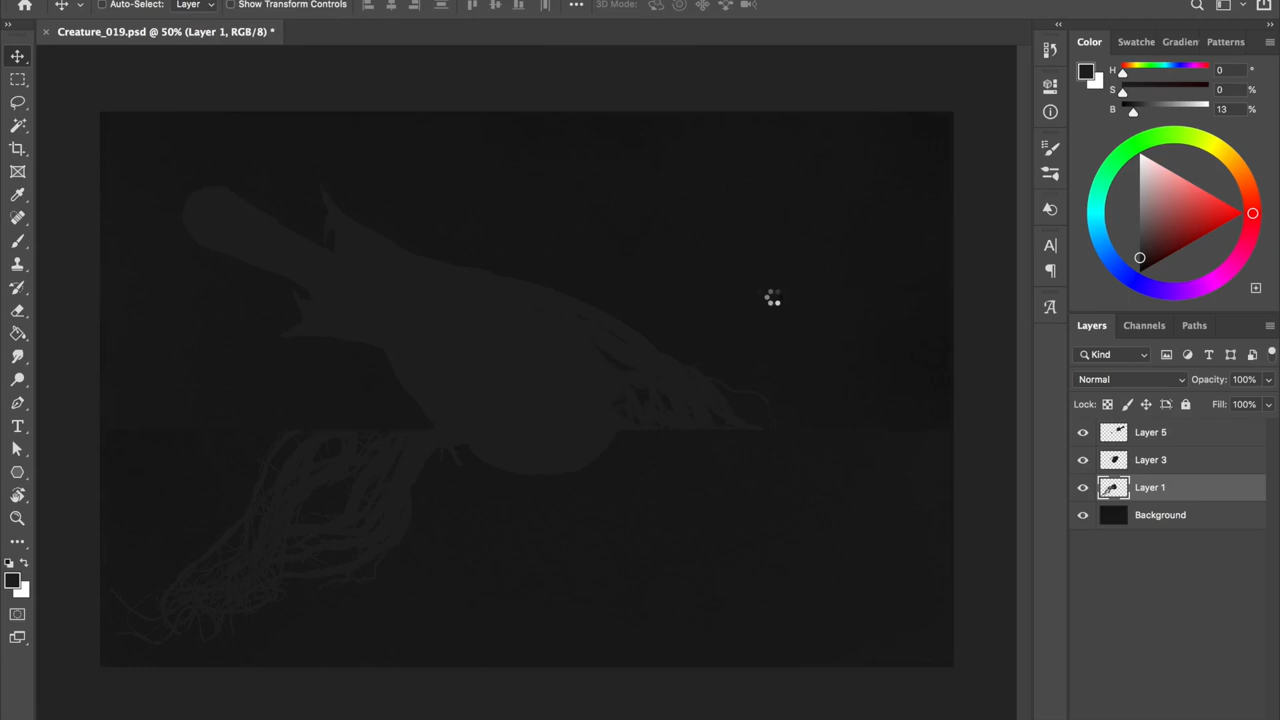 Auto-Select: Layer Show Transform Controls 3D Mode:
Creature_019.psd @ 50% (Layer 1, RGB/8) *
Color Swatche Gradien Patterns
H 0 °
S 0 %
B 13 %
Layers Channels Paths
Kind
Normal Opacity: 100%
Lock: Fill: 100%
Layer 5
Layer 3
Layer 1
Background